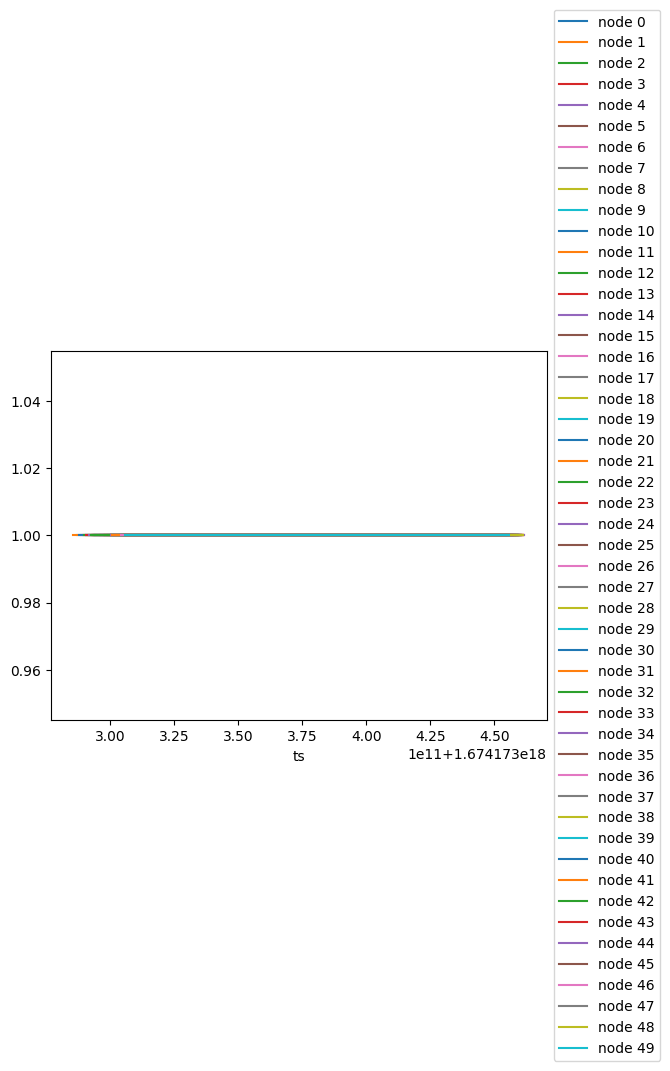 1.04
1.02
1.00
0.98
0.96
3.00 3.25 3.50 3.75 4.00 4.25 4.50
ts
1e11+1.674173e18
node 0
node 1
node 2
node 3
node 4
node 5
node 6
node 7
node 8
node 9
node 10
node 11
node 12
node 13
node 14
node 15
node 16
node 17
node 18
node 19
node 20
node 21
node 22
node 23
node 24
node 25
node 26
node 27
node 28
node 29
node 30
node 31
node 32
node 33
node 34
node 35
node 36
node 37
node 38
node 39
node 40
node 41
node 42
node 43
node 44
node 45
node 46
node 47
node 48
node 49